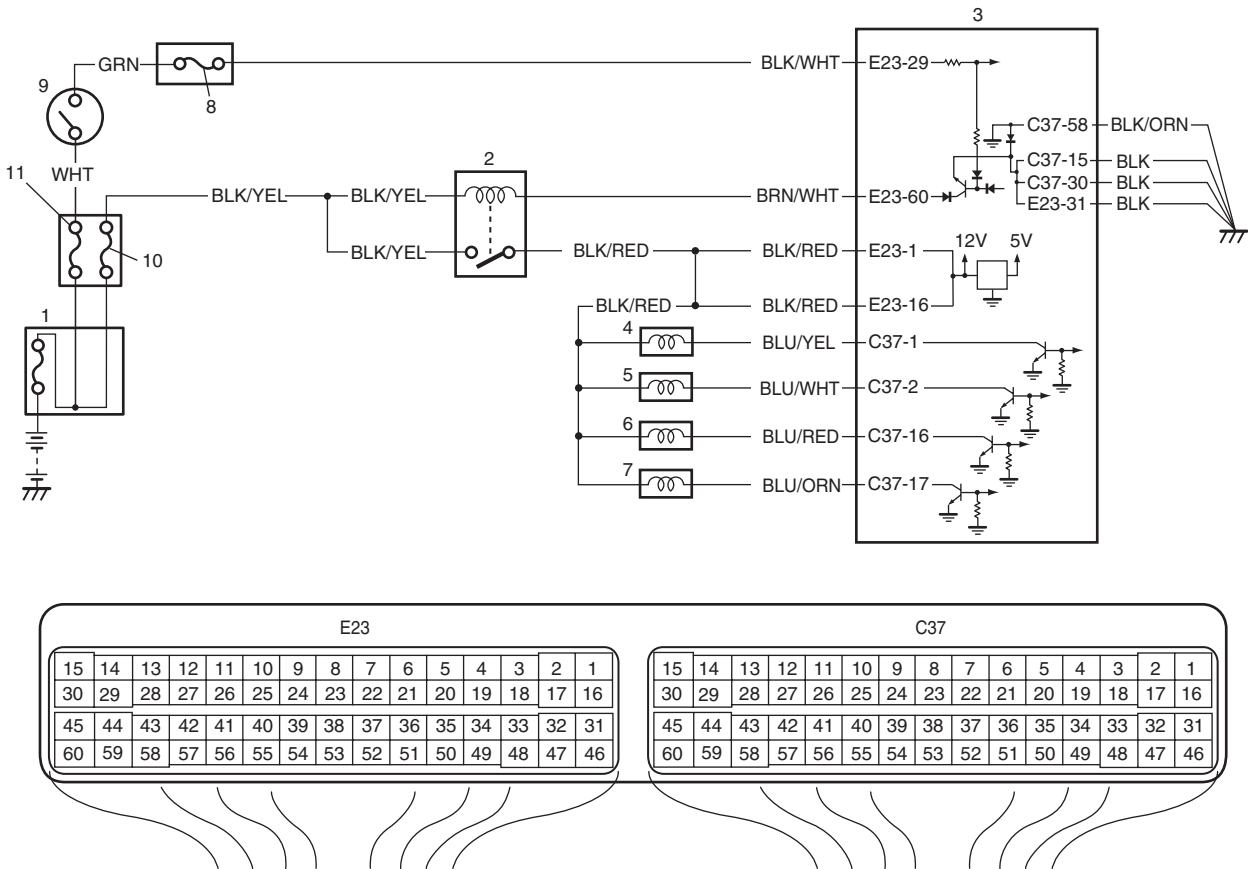 3
BLK/WHT E23-29
GRN
9
8
C37-58 BLK/ORN
11
WHT
2
C37-15 BLK
C37-30 BLK
BLK/YEL BLK/YEL
BRN/WHT E23-60
E23-31 BLK
BLK/YEL
BLK/RED
BLK/RED E23-1
12V 5V
10
BLK/RED
BLK/RED E23-16
1
4
BLU/YEL C37-1
5
BLU/WHT C37-2
6
BLU/RED C37-16
7
BLU/ORN C37-17
E23
15 14 13 12 11 10 9 8 7 6 5 4 3 2 1
30 29 28 27 26 25 24 23 22 21 20 19 18 17 16
45 44 43 42 41 40 39 38 37 36 35 34 33 32 31
60 59 58 57 56 55 54 53 52 51 50 49 48 47 46
C37
15 14 13 12 11 10 9 8 7 6 5 4 3 2 1
30 29 28 27 26 25 24 23 22 21 20 19 18 17 16
45 44 43 42 41 40 39 38 37 36 35 34 33 32 31
60 59 58 57 56 55 54 53 52 51 50 49 48 47 46